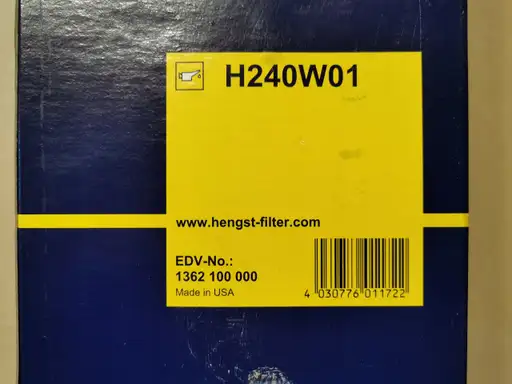 H240W01
www.hengst-filter.com
EDV-No.:
1362 100 000
Made in USA
4 030776 011722